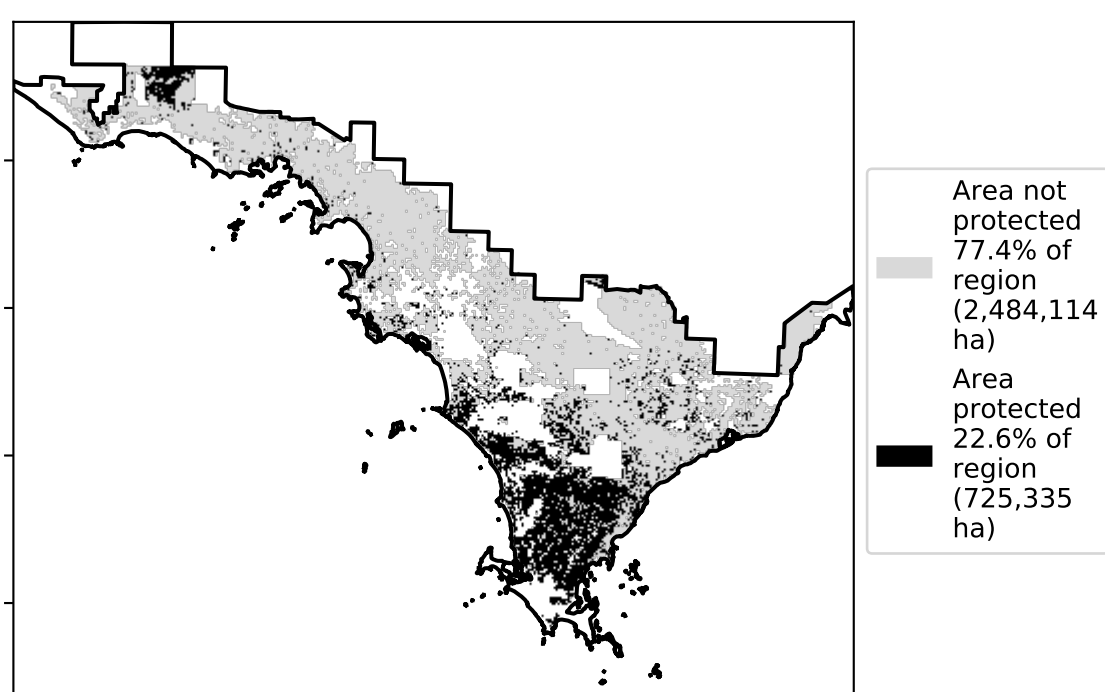 Area not
protected
77.4% of
region
(2,484,114
ha)
Area
protected
22.6% of
region
(725,335
ha)